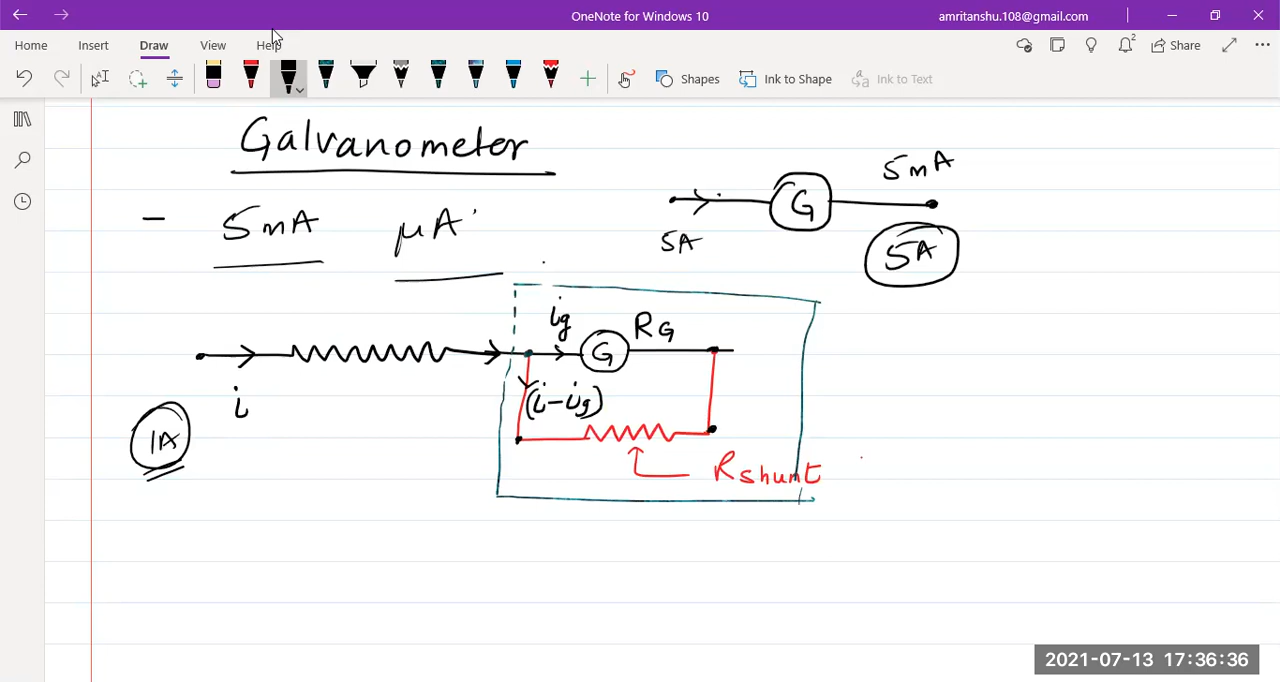 OneNote for Windows 10
amritanshu.108@gmail.com
Home Insert Draw View Help
Share
Shapes Ink to Shape Ink to Text
Galvanometer
- 5mA μA
5A G 5mA
5A
i
1A
ig G RG
(i-ig)
Rshunt
2021-07-13 17:36:36